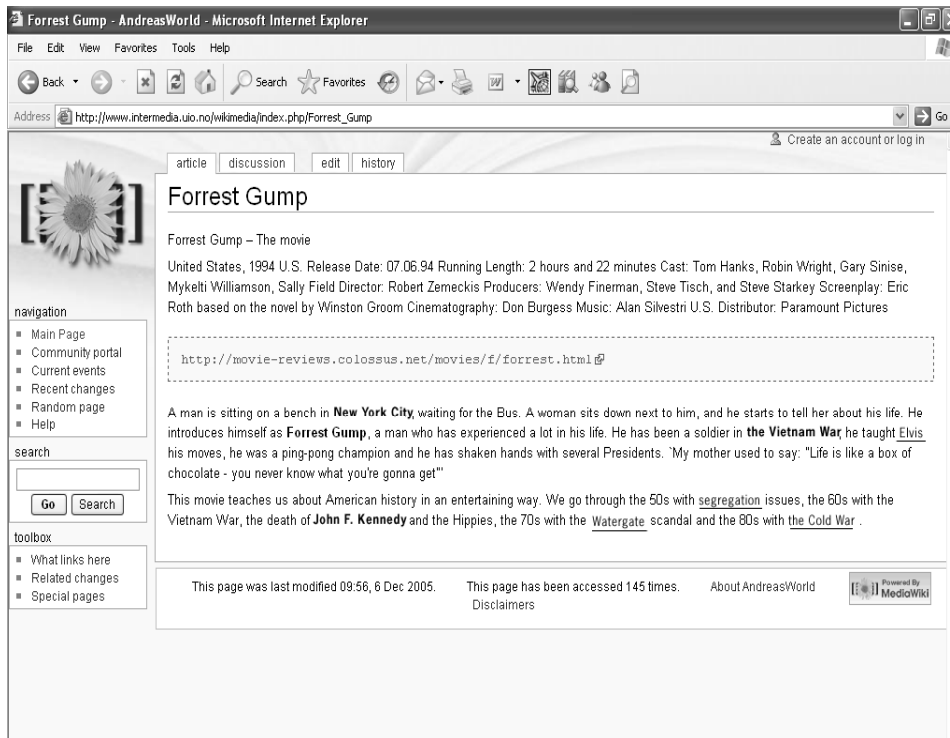 Forrest Gump - AndreasWorld - Microsoft Internet Explorer
File Edit View Favorites Tools Help
Back Search Favorites
Address http://www.intermedia.uio.no/wikimedia/index.php/Forrest_Gump Go
Create an account or log in
article discussion edit history
Forrest Gump
Forrest Gump – The movie
United States, 1994 U.S. Release Date: 07.06.94 Running Length: 2 hours and 22 minutes Cast: Tom Hanks, Robin Wright, Gary Sinise,
Mykelti Williamson, Sally Field Director: Robert Zemeckis Producers: Wendy Finerman, Steve Tisch, and Steve Starkey Screenplay: Eric
Roth based on the novel by Winston Groom Cinematography: Don Burgess Music: Alan Silvestri U.S. Distributor: Paramount Pictures
http://movie-reviews.colossus.net/movies/f/forrest.html
A man is sitting on a bench in New York City, waiting for the Bus. A woman sits down next to him, and he starts to tell her about his life. He
introduces himself as Forrest Gump, a man who has experienced a lot in his life. He has been a soldier in the Vietnam War, he taught Elvis
his moves, he was a ping-pong champion and he has shaken hands with several Presidents. `My mother used to say: "Life is like a box of
chocolate - you never know what you're gonna get"'
This movie teaches us about American history in an entertaining way. We go through the 50s with segregation issues, the 60s with the
Vietnam War, the death of John F. Kennedy and the Hippies, the 70s with the Watergate scandal and the 80s with the Cold War .
navigation
Main Page
Community portal
Current events
Recent changes
Random page
Help
search
Go Search
toolbox
What links here
Related changes
Special pages
This page was last modified 09:56, 6 Dec 2005. This page has been accessed 145 times. About AndreasWorld
Disclaimers
Powered By
MediaWiki